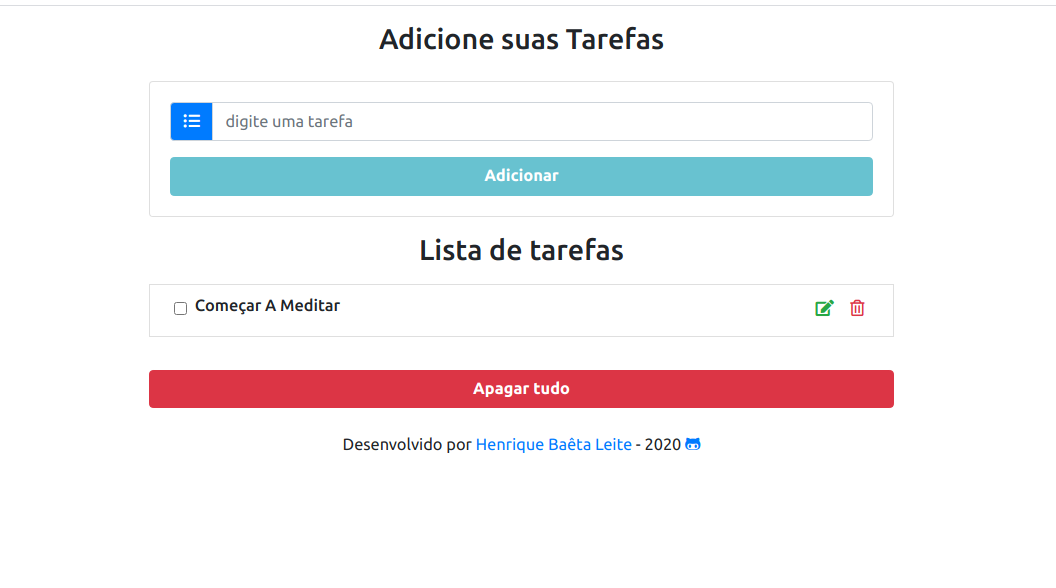 Adicione suas Tarefas
digite uma tarefa
Adicionar
Lista de tarefas
Começar A Meditar
Apagar tudo
Desenvolvido por Henrique Baêta Leite - 2020